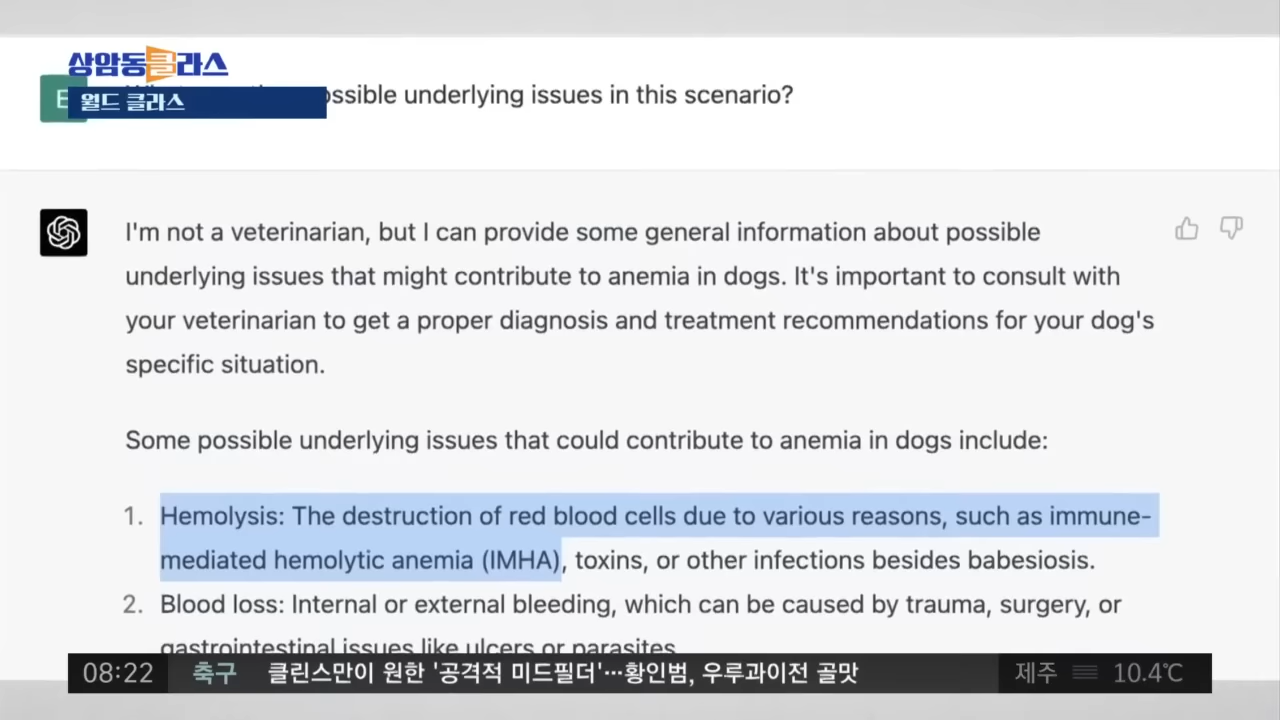 상암동클라스
월드 클라스
E
ossible underlying issues in this scenario?
I'm not a veterinarian, but I can provide some general information about possible
underlying issues that might contribute to anemia in dogs. It's important to consult with
your veterinarian to get a proper diagnosis and treatment recommendations for your dog's
specific situation.
Some possible underlying issues that could contribute to anemia in dogs include:
1. Hemolysis: The destruction of red blood cells due to various reasons, such as immune-
mediated hemolytic anemia (IMHA), toxins, or other infections besides babesiosis.
2. Blood loss: Internal or external bleeding, which can be caused by trauma, surgery, or
gastrointestinal issues like ulcers or parasites
08:22 축구 클린스만이 원한 '공격적 미드필더'…황인범, 우루과이전 골맛 제주 10.4℃